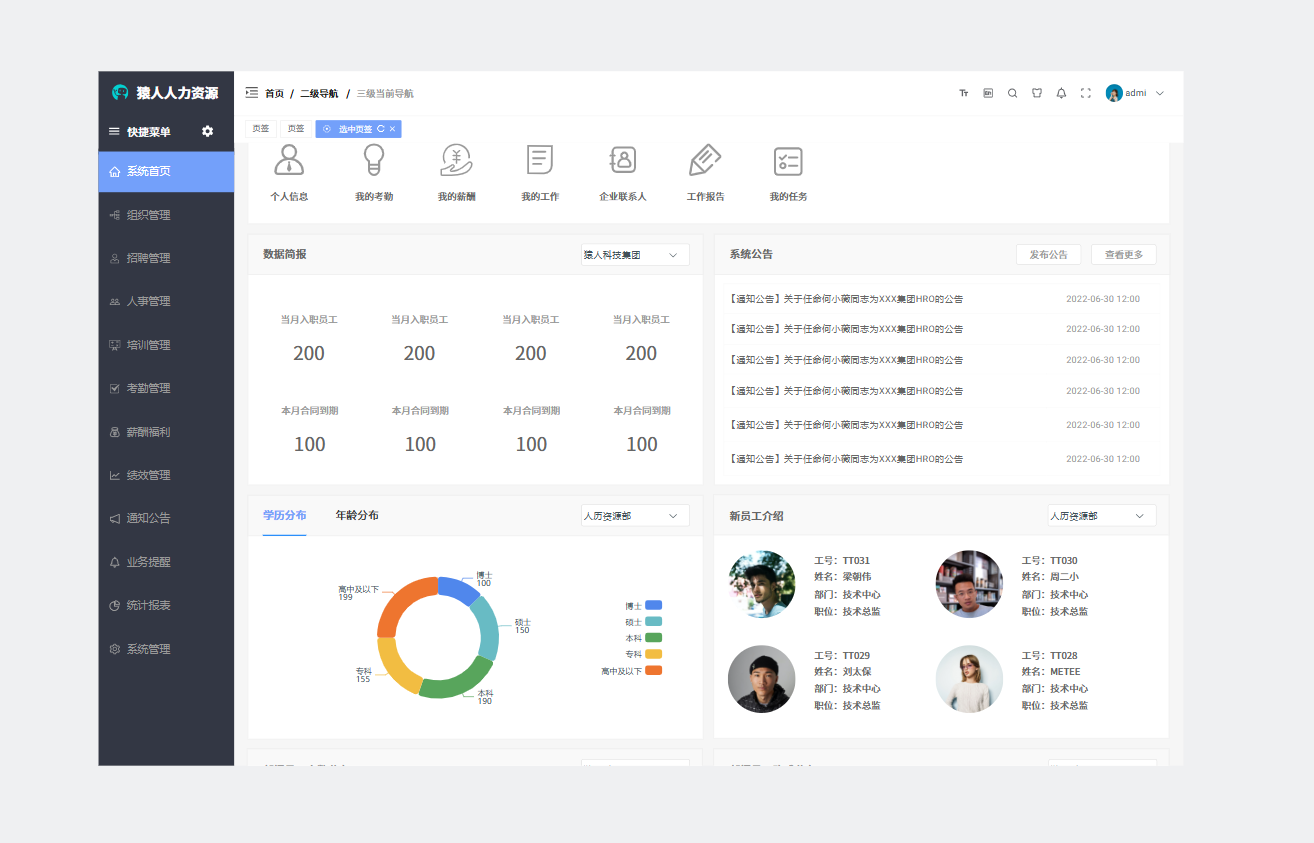 猿人人力资源
首页 / 二级导航 / 三级当前导航
admi
快捷菜单
页签 页签 选中页签
系统首页
组织管理
招聘管理
人事管理
培训管理
考勤管理
薪酬福利
绩效管理
通知公告
业务提醒
统计报表
系统管理
个人信息 我的考勤 我的薪酬 我的工作 企业联系人 工作报告 我的任务
数据简报 猿人科技集团
当月入职员工 当月入职员工 当月入职员工 当月入职员工
200 200 200 200
本月合同到期 本月合同到期 本月合同到期 本月合同到期
100 100 100 100
系统公告 发布公告 查看更多
【通知公告】关于任命何小薇同志为XXX集团HRO的公告 2022-06-30 12:00
【通知公告】关于任命何小薇同志为XXX集团HRO的公告 2022-06-30 12:00
【通知公告】关于任命何小薇同志为XXX集团HRO的公告 2022-06-30 12:00
【通知公告】关于任命何小薇同志为XXX集团HRO的公告 2022-06-30 12:00
【通知公告】关于任命何小薇同志为XXX集团HRO的公告 2022-06-30 12:00
【通知公告】关于任命何小薇同志为XXX集团HRO的公告 2022-06-30 12:00
学历分布 年龄分布 人历资源部
博士
100
硕士
150
本科
190
专科
155
高中及以下
199
博士
硕士
本科
专科
高中及以下
新员工介绍 人历资源部
工号：TT031
姓名：梁朝伟
部门：技术中心
职位：技术总监
工号：TT030
姓名：周二小
部门：技术中心
职位：技术总监
工号：TT029
姓名：刘太保
部门：技术中心
职位：技术总监
工号：TT028
姓名：METEE
部门：技术中心
职位：技术总监